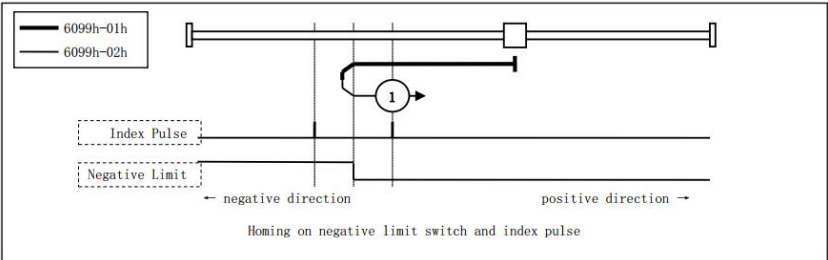 6099h-01h
6099h-02h
1
Index Pulse
Negative Limit
← negative direction
positive direction →
Homing on negative limit switch and index pulse